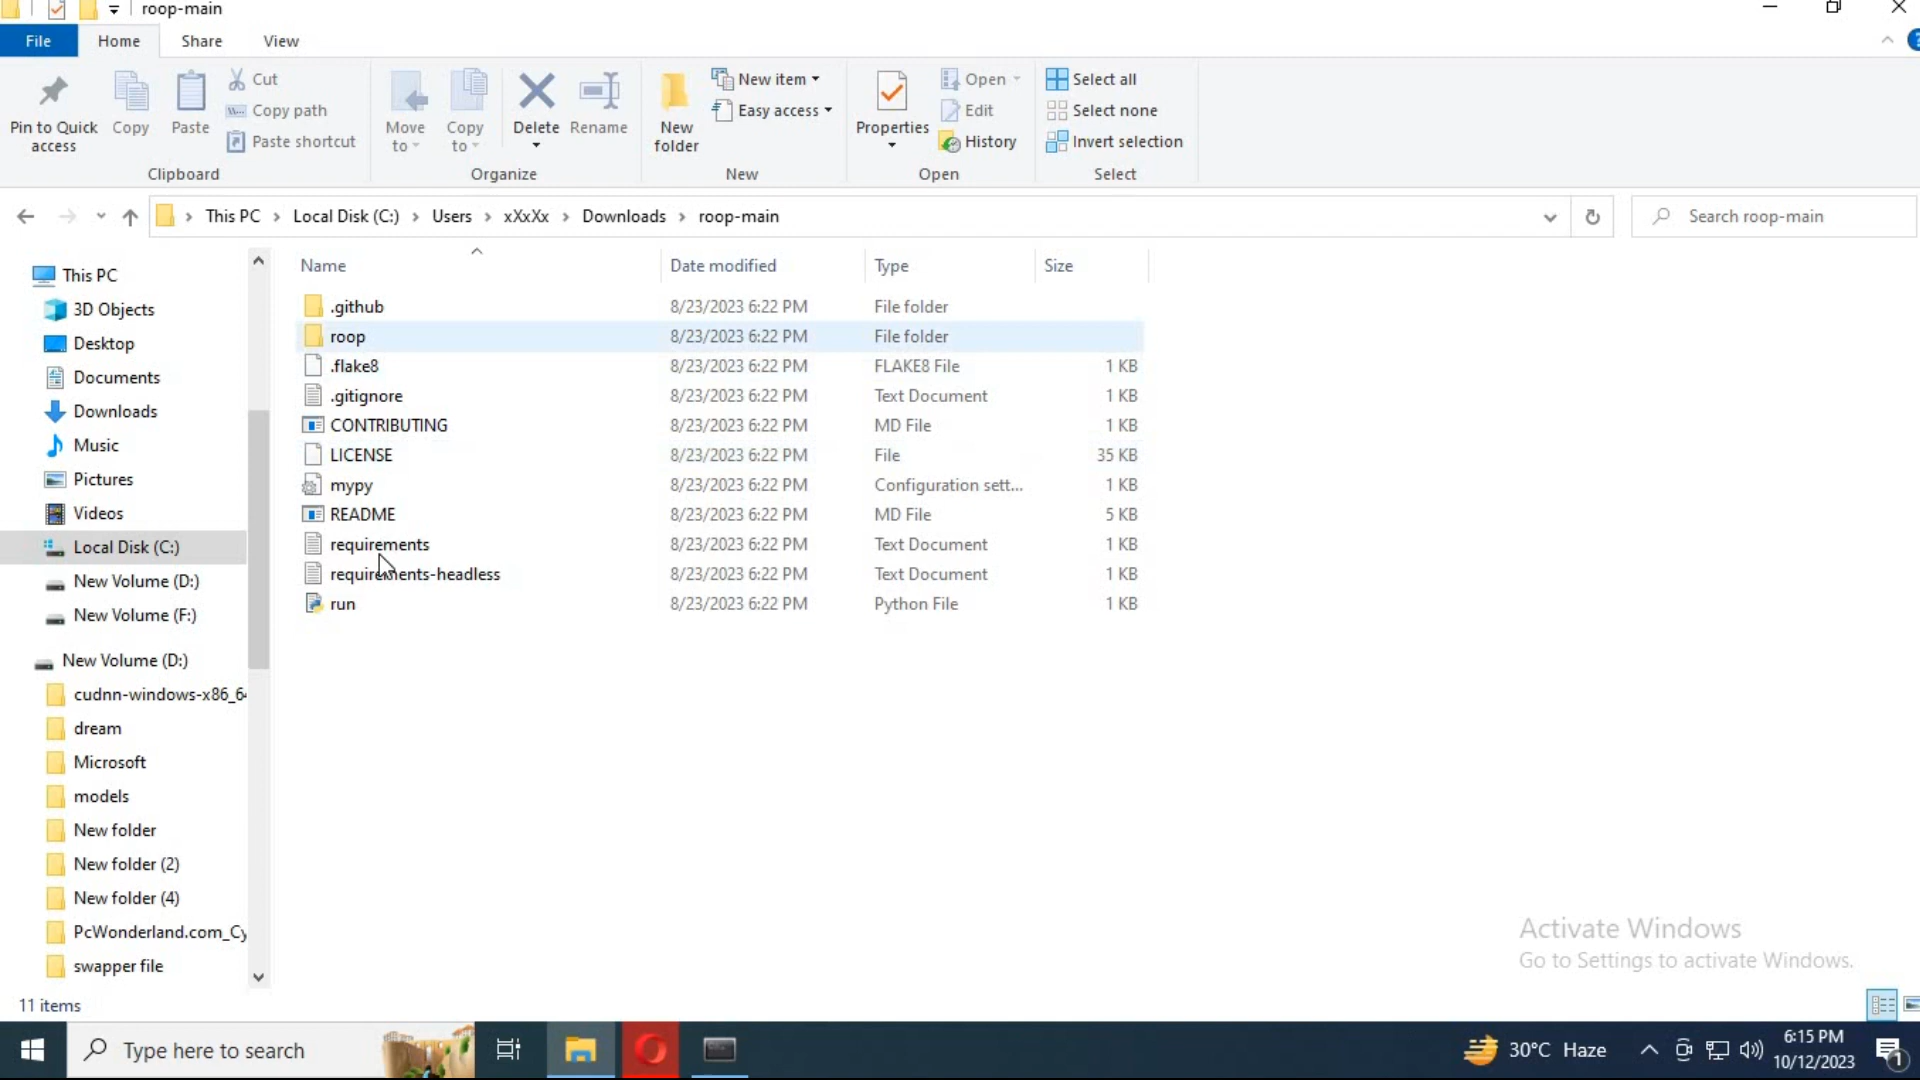 roop-main
File Home Share View
Pin to Quick access
Copy
Paste
Cut
Copy path
Paste shortcut
Clipboard
Move to
Copy to
Delete
Rename
Organize
New folder
New item
Easy access
New
Properties
Open
Edit
History
Open
Select all
Select none
Invert selection
Select
This PC > Local Disk (C:) > Users > xXxXx > Downloads > roop-main
Search roop-main
This PC
3D Objects
Desktop
Documents
Downloads
Music
Pictures
Videos
Local Disk (C:)
New Volume (D:)
New Volume (F:)
New Volume (D:)
cudnn-windows-x86_64
dream
Microsoft
models
New folder
New folder (2)
New folder (4)
PcWonderland.com_Cy
swapper file
Name Date modified Type Size
.github 8/23/2023 6:22 PM File folder
roop 8/23/2023 6:22 PM File folder
.flake8 8/23/2023 6:22 PM FLAKE8 File 1 KB
.gitignore 8/23/2023 6:22 PM Text Document 1 KB
CONTRIBUTING 8/23/2023 6:22 PM MD File 1 KB
LICENSE 8/23/2023 6:22 PM File 35 KB
mypy 8/23/2023 6:22 PM Configuration sett... 1 KB
README 8/23/2023 6:22 PM MD File 5 KB
requirements 8/23/2023 6:22 PM Text Document 1 KB
requirements-headless 8/23/2023 6:22 PM Text Document 1 KB
run 8/23/2023 6:22 PM Python File 1 KB
Activate Windows
Go to Settings to activate Windows.
11 items
Type here to search
30°C Haze
6:15 PM
10/12/2023
1